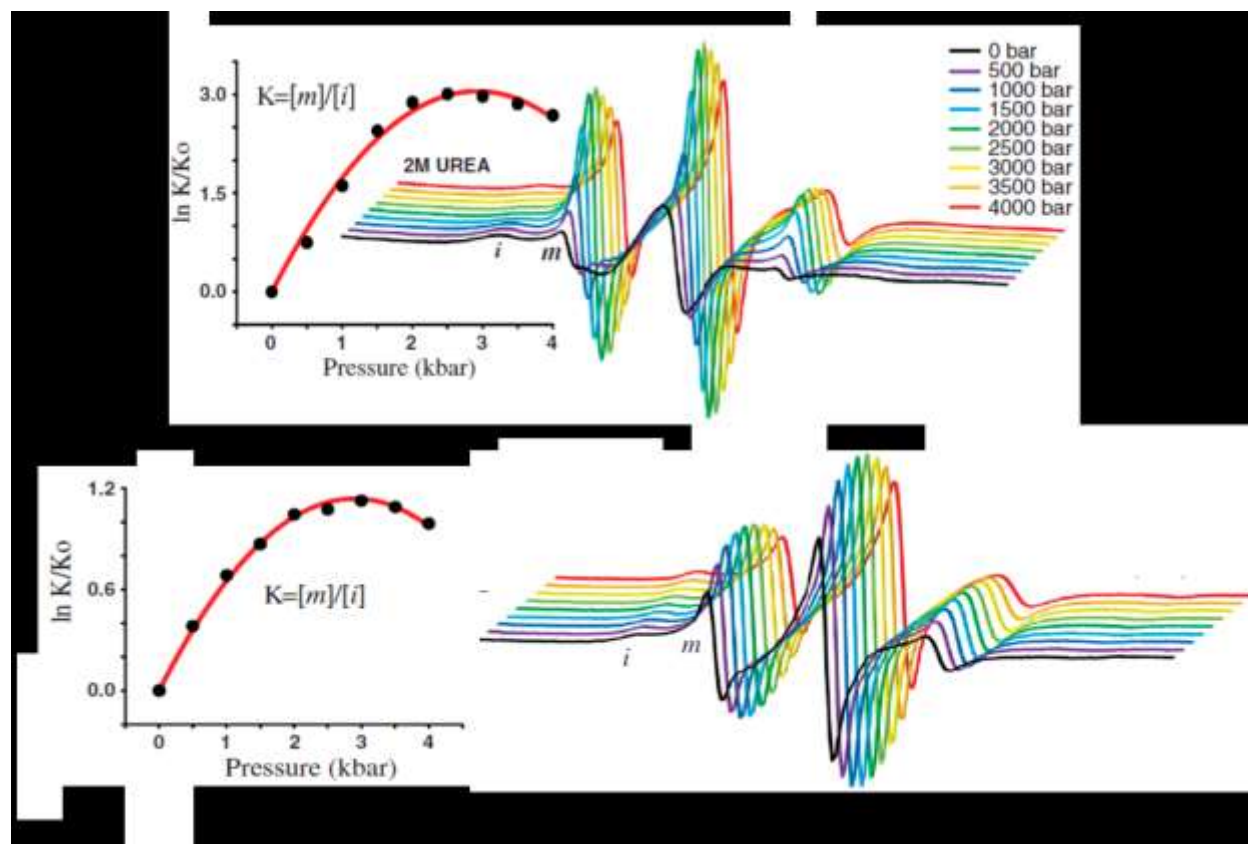 3.0
1.5
0.0
ln K/Ko
K=[m]/[i]
2M UREA
i
m
0
1
2
3
4
Pressure (kbar)
0 bar
500 bar
1000 bar
1500 bar
2000 bar
2500 bar
3000 bar
3500 bar
4000 bar
1.2
0.6
0.0
ln K/Ko
K=[m]/[i]
i
m
0
1
2
3
4
Pressure (kbar)